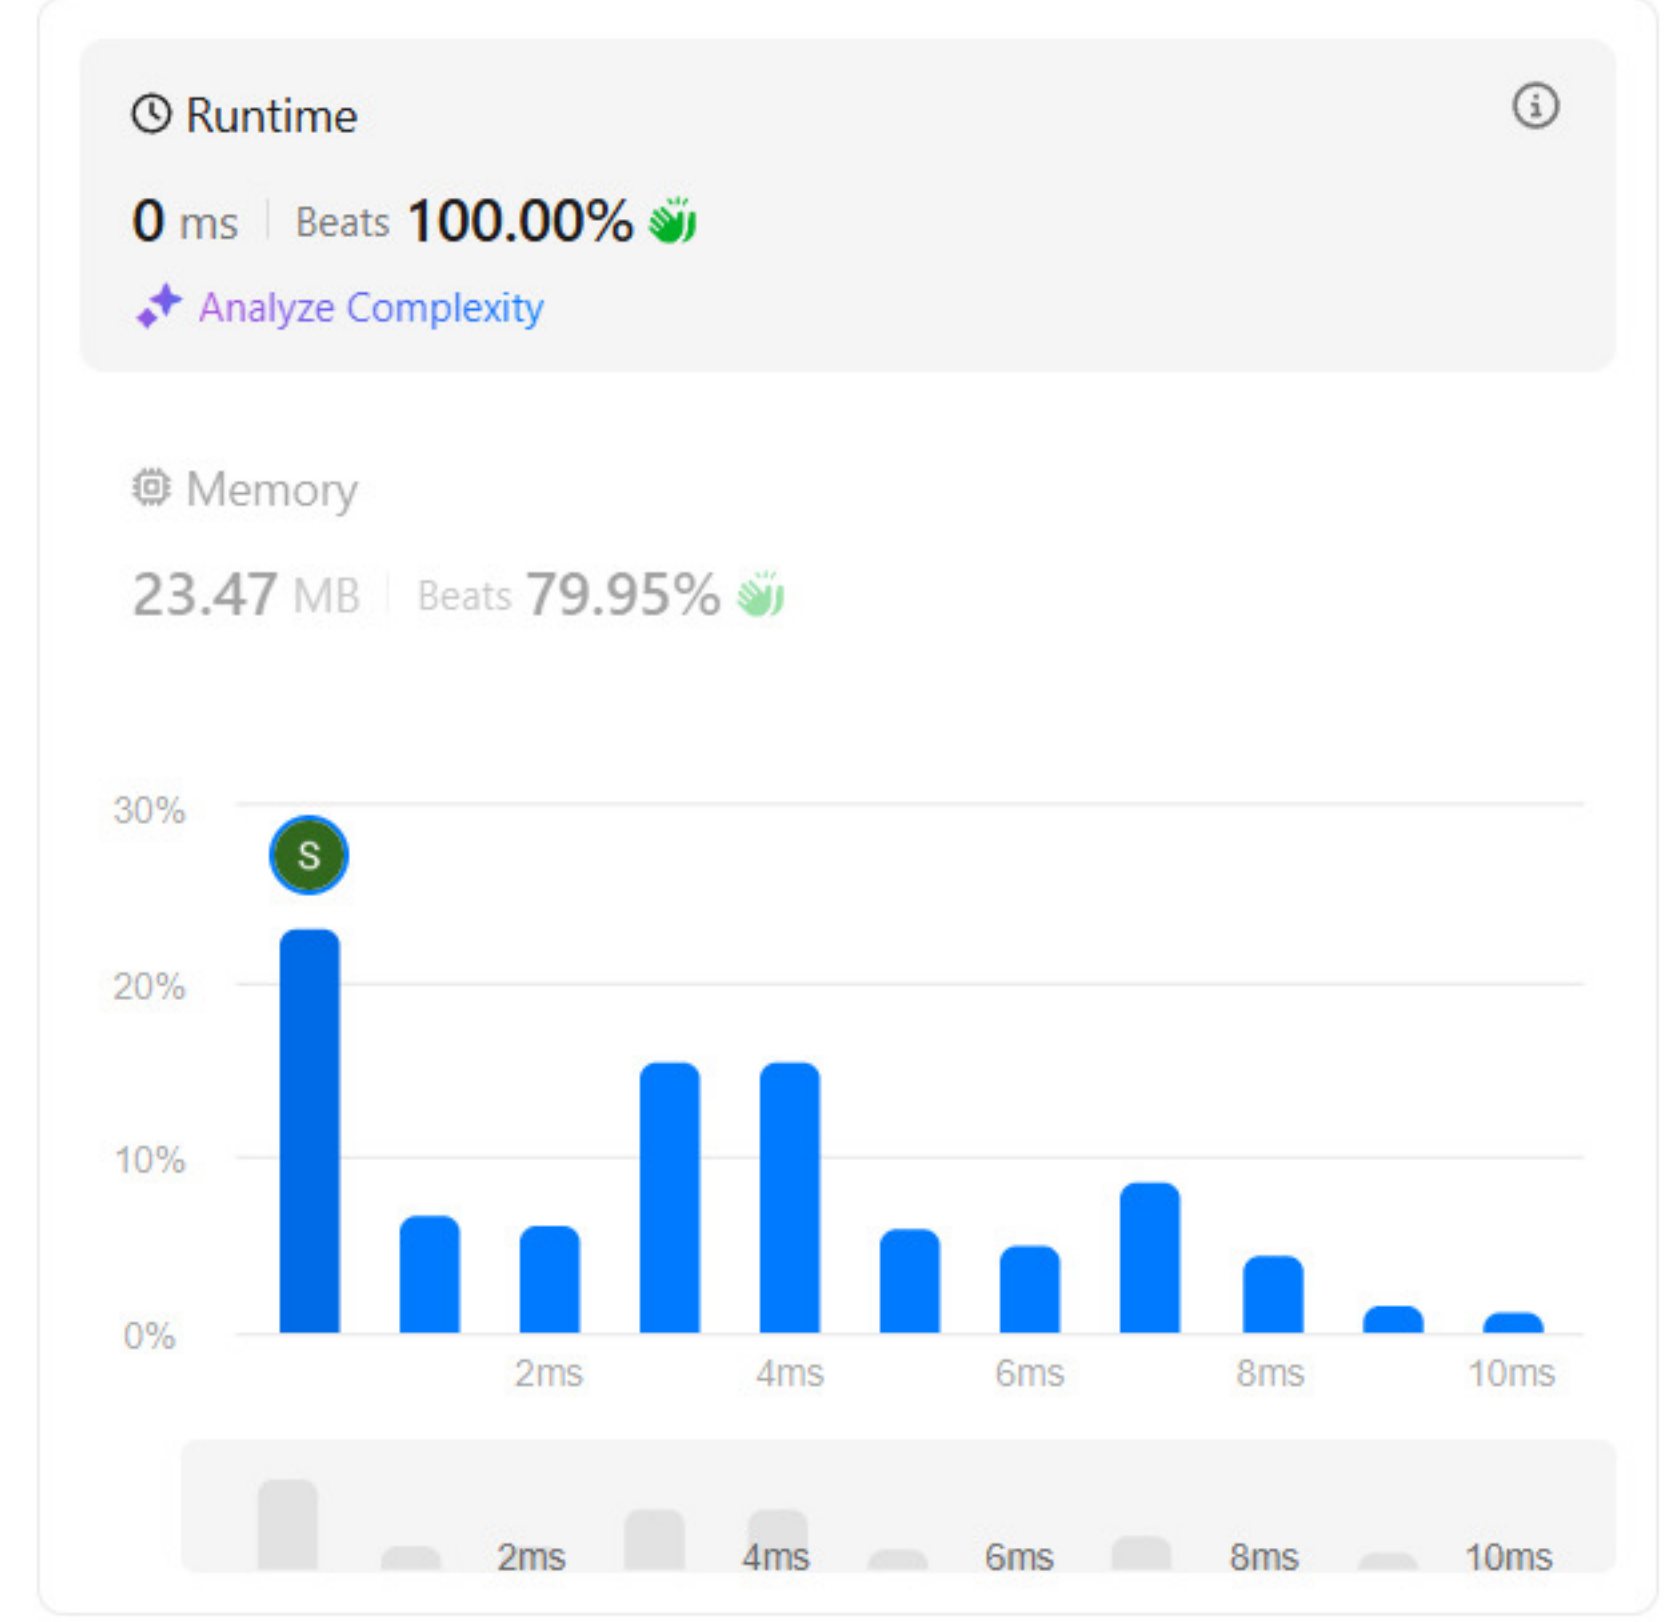 Runtime
0 ms Beats 100.00%
Analyze Complexity
Memory
23.47 MB Beats 79.95%
30%
S
20%
10%
0%
2ms 4ms 6ms 8ms 10ms
2ms 4ms 6ms 8ms 10ms